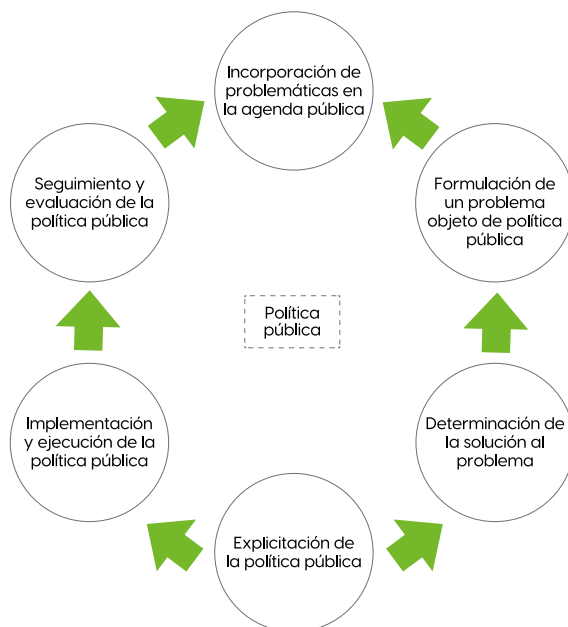 Incorporación de
problemáticas en
la agenda pública
Seguimiento y
evaluación de la
política pública
Formulación de
un problema
objeto de política
pública
Política
pública
Implementación
y ejecución de la
política pública
Determinación de
la solución al
problema
Explicitación de
la política pública